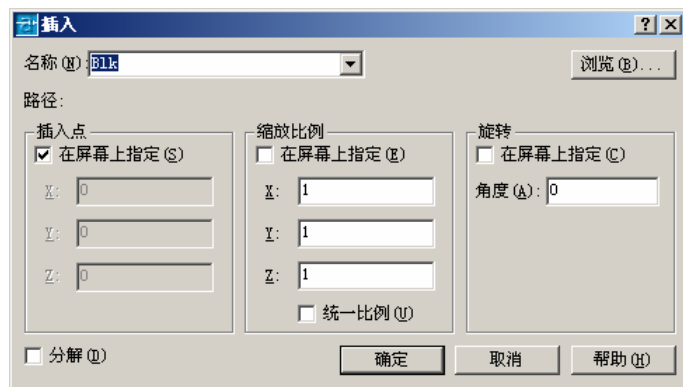 插入
名称(N): Blk 浏览(B)...
路径:
插入点 缩放比例 旋转
在屏幕上指定(S) 在屏幕上指定(E) 在屏幕上指定(C)
X: 0 X: 1 角度(A): 0
Y: 0 Y: 1
Z: 0 Z: 1
统一比例(U)
分解(D) 确定 取消 帮助(H)